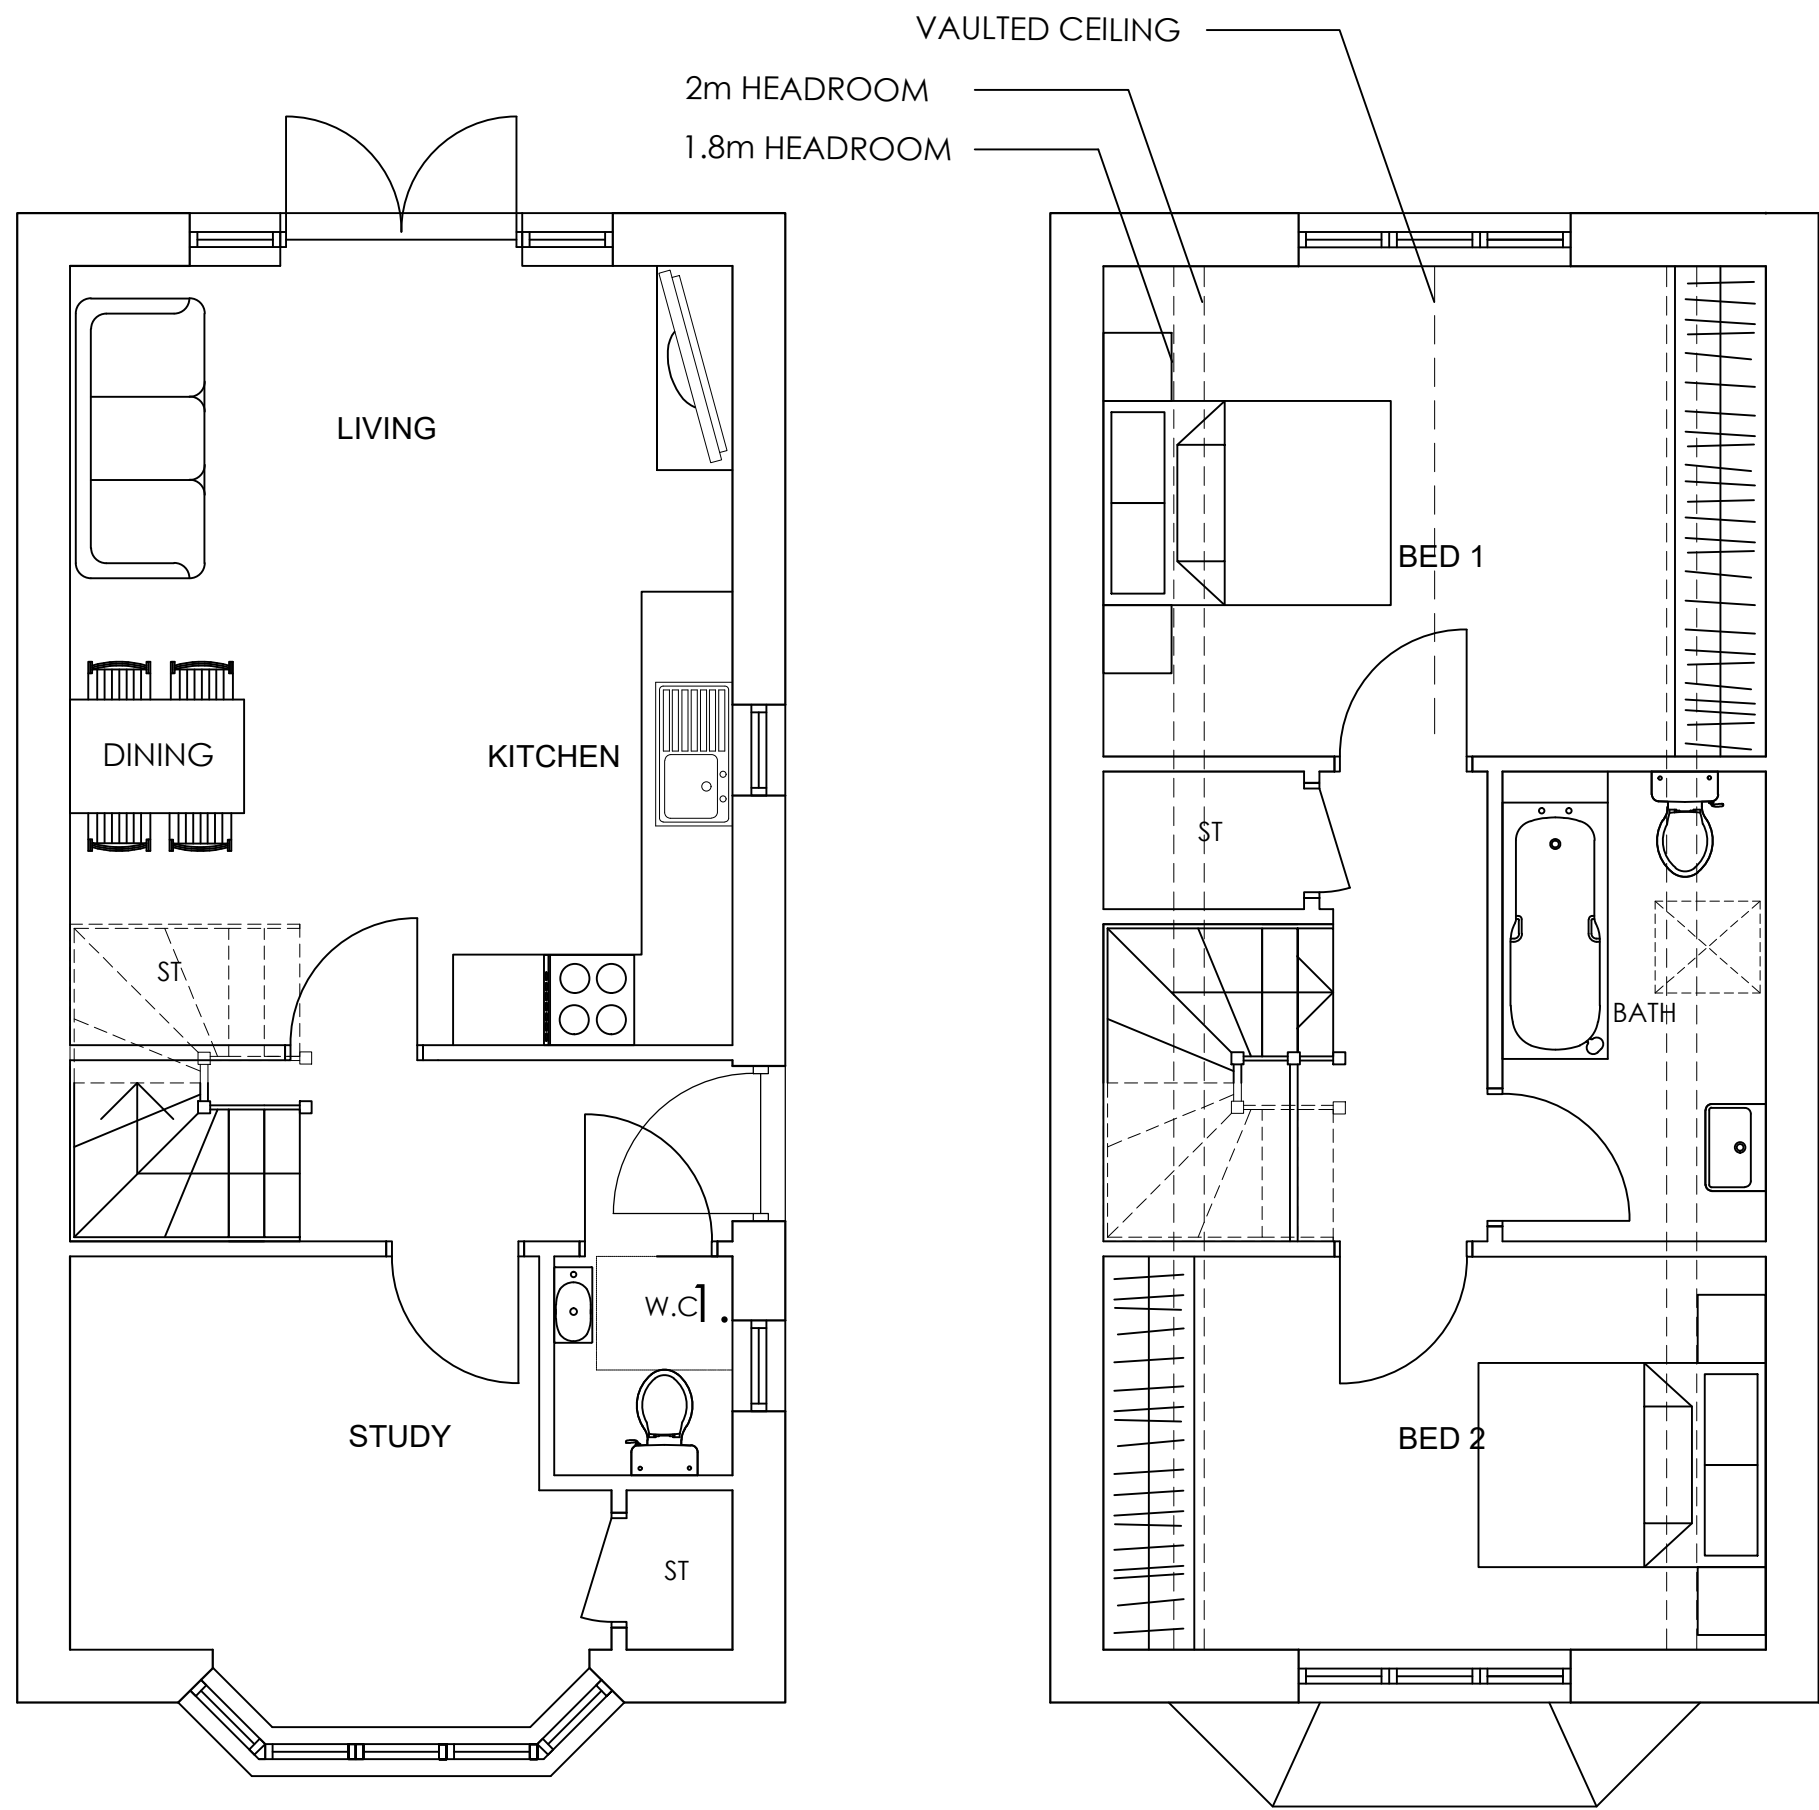 VAULTED CEILING
2m HEADROOM
1.8m HEADROOM
LIVING
BED 1
DINING
KITCHEN
ST
ST
BATH
W.C
1.
STUDY
BED 2
ST